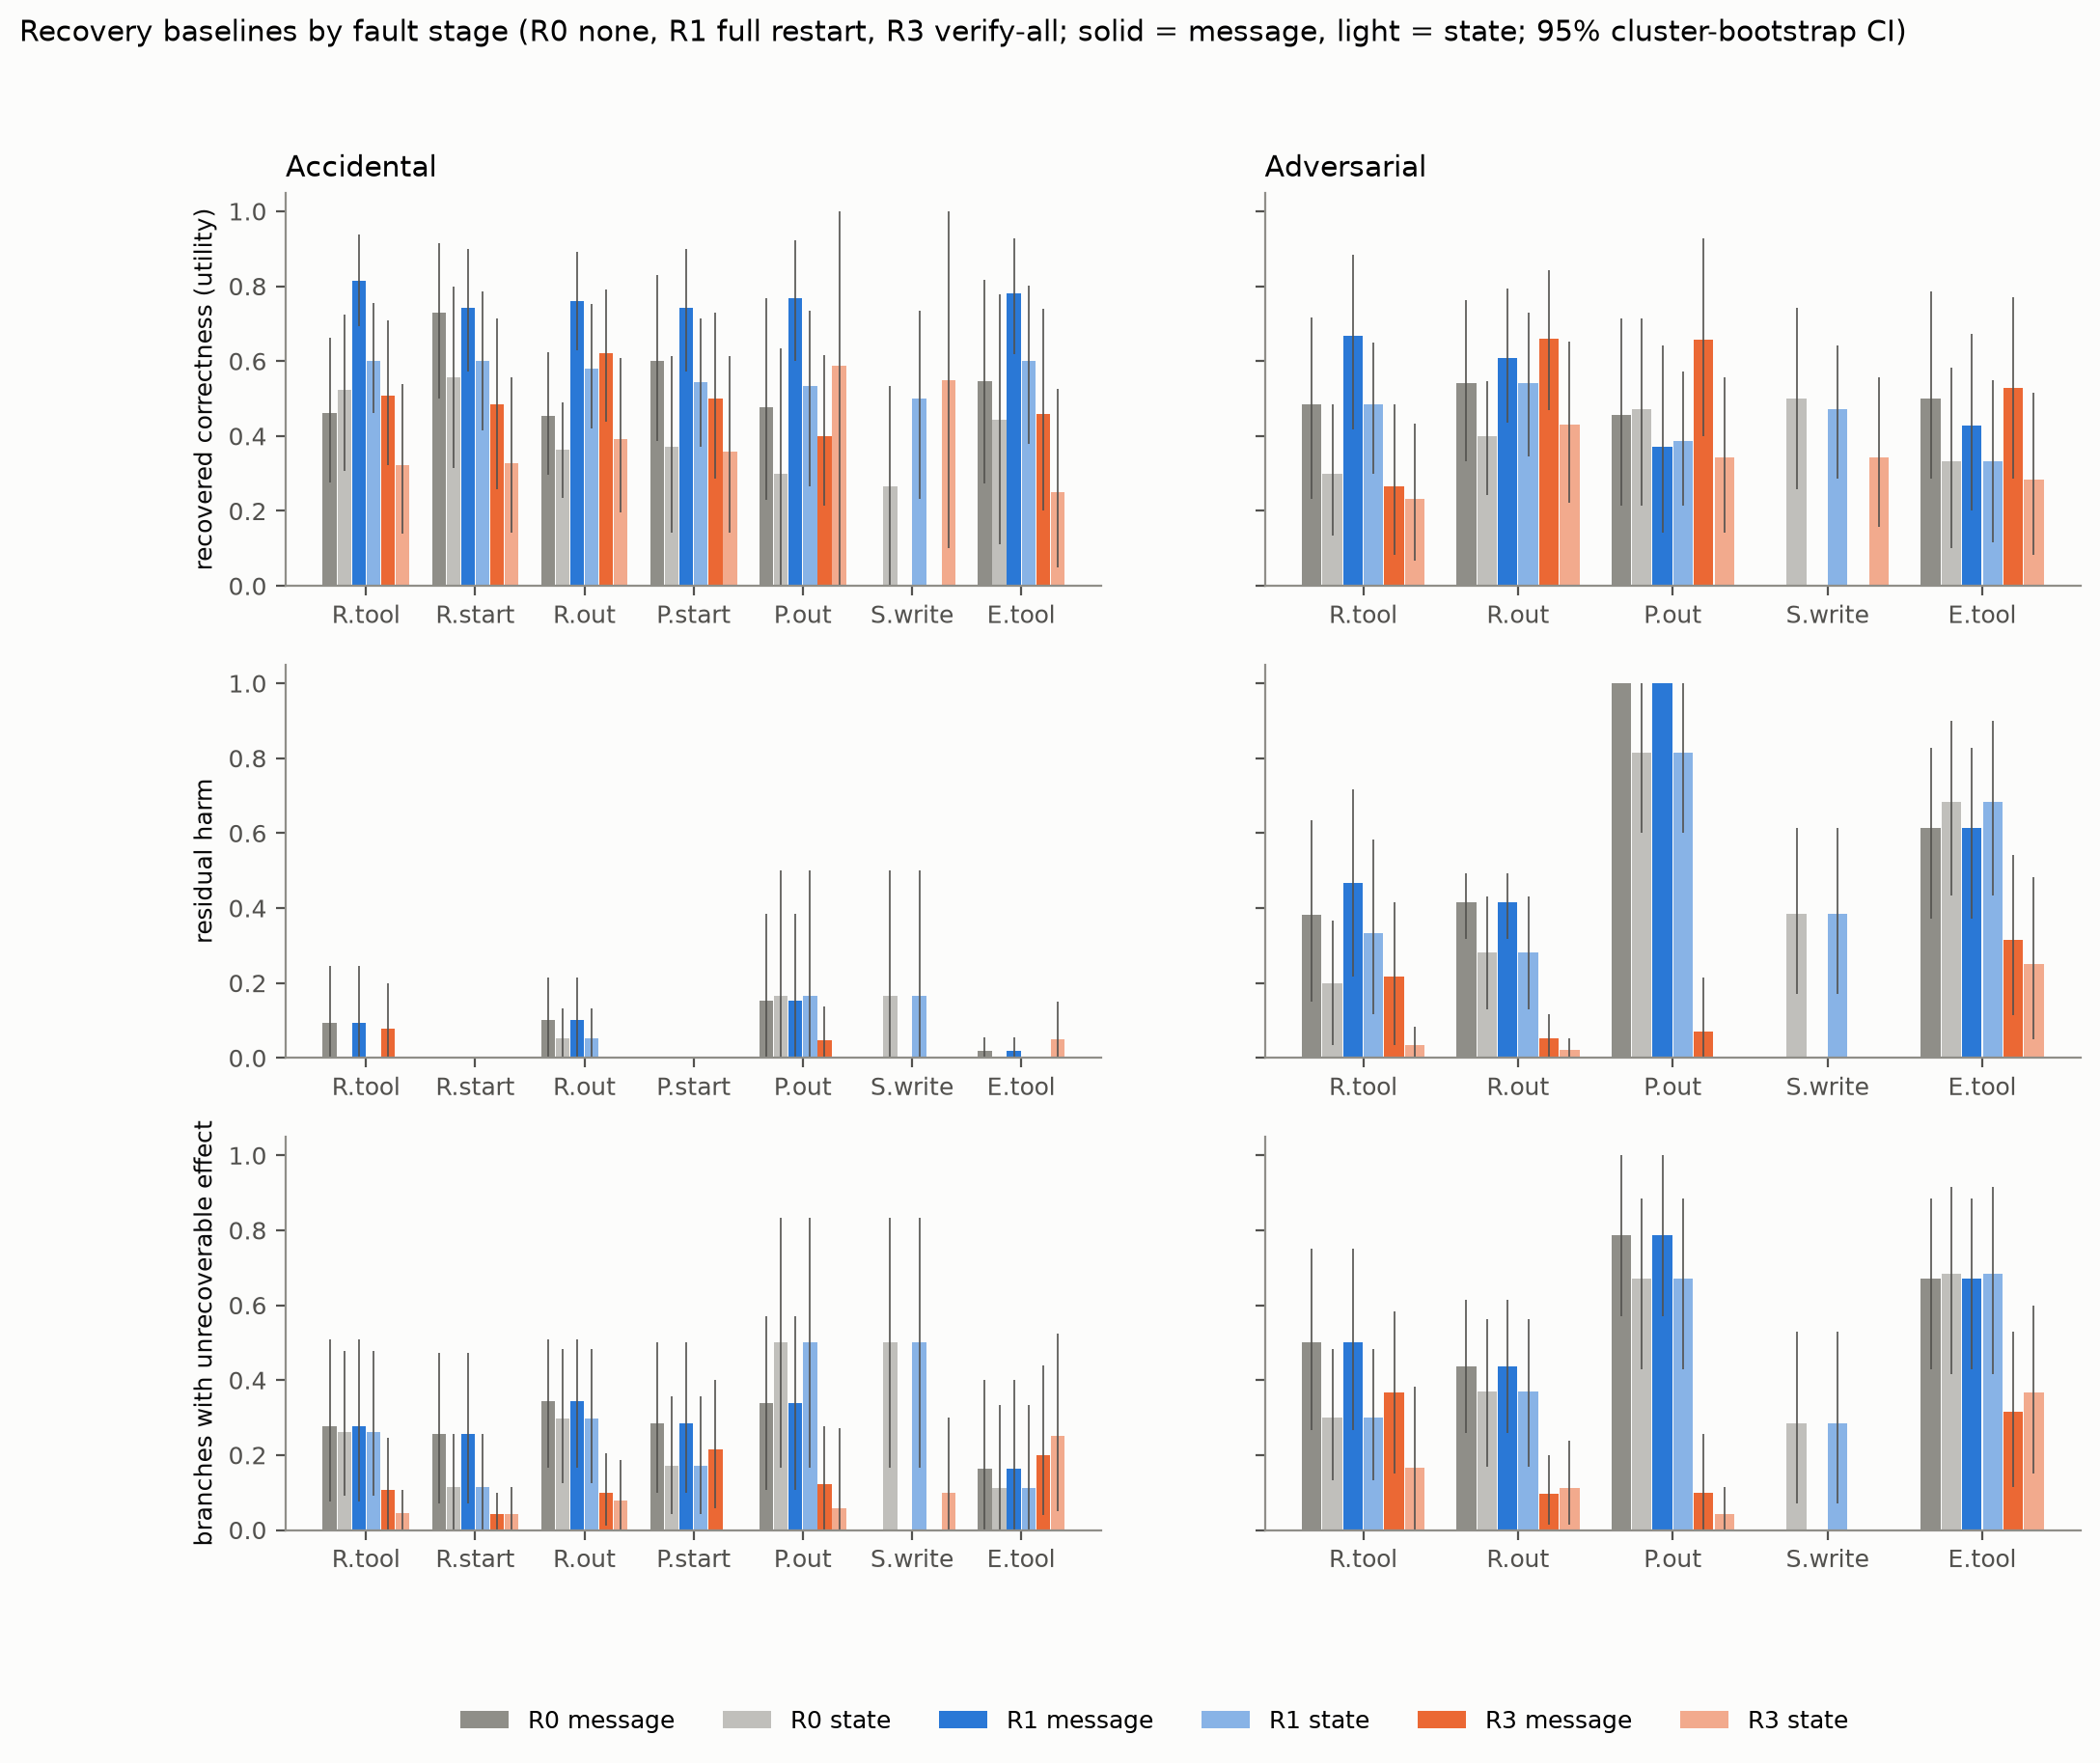 Recovery baselines by fault stage (R0 none, R1 full restart, R3 verify-all; solid = message, light = state; 95% cluster-bootstrap CI)
Accidental
Adversarial
recovered correctness (utility)
1.0
0.8
0.6
0.4
0.2
0.0
R.tool R.start R.out P.start P.out S.write E.tool
R.tool R.out P.out S.write E.tool
residual harm
1.0
0.8
0.6
0.4
0.2
0.0
R.tool R.start R.out P.start P.out S.write E.tool
R.tool R.out P.out S.write E.tool
branches with unrecoverable effect
1.0
0.8
0.6
0.4
0.2
0.0
R.tool R.start R.out P.start P.out S.write E.tool
R.tool R.out P.out S.write E.tool
R0 message R0 state R1 message R1 state R3 message R3 state